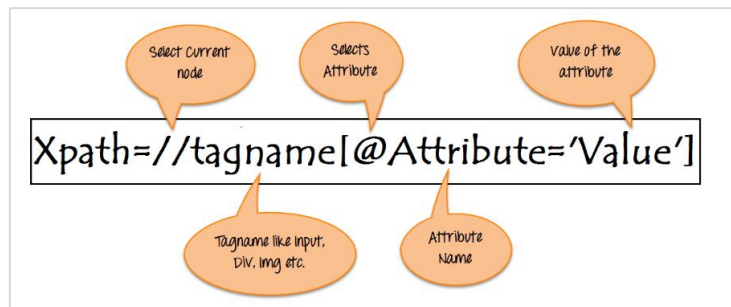 Select Current
node
Selects
Attribute
Value of the
attribute
Xpath=//tagname[@Attribute='Value']
Tagname like Input,
Div, Img etc.
Attribute
Name